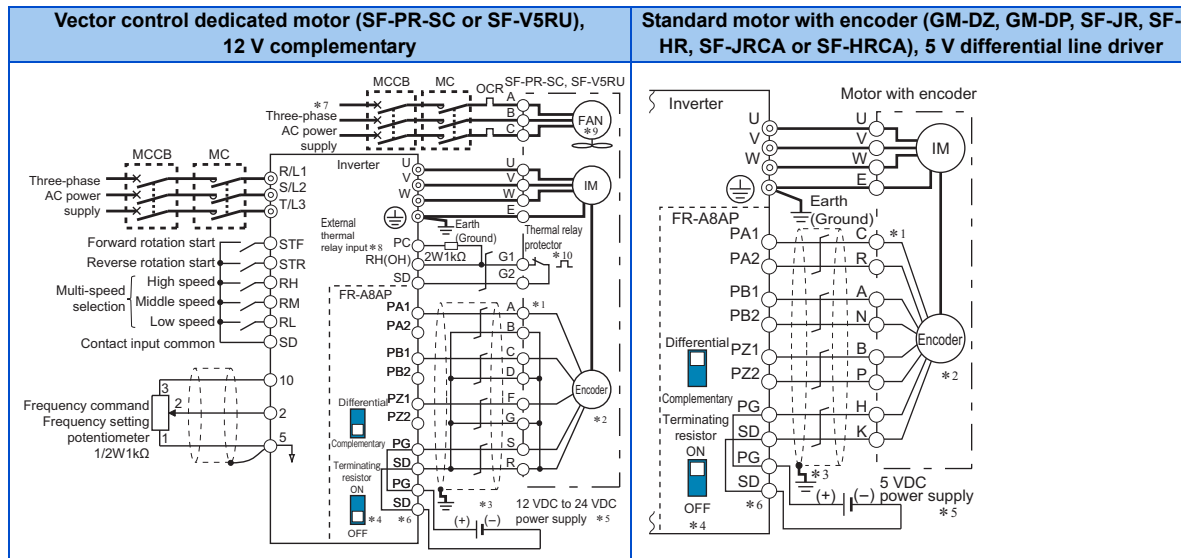 Vector control dedicated motor (SF-PR-SC or SF-V5RU),
12 V complementary
Standard motor with encoder (GM-DZ, GM-DP, SF-JR, SF-
HR, SF-JRCA or SF-HRCA), 5 V differential line driver
MCCB
MC
OCR
SF-PR-SC, SF-V5RU
*7
Three-phase
AC power
supply
A
B
C
FAN
*9
MCCB
MC
Three-phase
AC power
supply
R/L1
S/L2
T/L3
Inverter
U
V
W
U
V
W
E
IM
Earth
(Ground)
External
thermal
relay input *8
PC
RH(OH)
SD
2W1kΩ
G1
G2
Thermal relay
protector
*10
Forward rotation start
STF
Reverse rotation start
STR
Multi-speed
selection
High speed
RH
Middle speed
RM
Low speed
RL
Contact input common
SD
Frequency command
Frequency setting
potentiometer
1/2W1kΩ
3
2
1
10
2
5
FR-A8AP
PA1
PA2
PB1
PB2
PZ1
PZ2
PG
SD
PG
SD
A
B
C
D
F
G
S
R
*1
Encoder
*2
Differential
Complementary
Terminating
resistor
ON
OFF
*4
*6
*3
(+)
(−)
12 VDC to 24 VDC
power supply *5
Inverter
Motor with encoder
U
V
W
U
V
W
E
IM
Earth
(Ground)
FR-A8AP
PA1
PA2
PB1
PB2
PZ1
PZ2
PG
SD
PG
SD
C
R
A
N
B
P
H
K
*1
Encoder
*2
Differential
Complementary
Terminating
resistor
ON
OFF
*4
*6
*3
(+)
(−)
5 VDC
power supply
*5